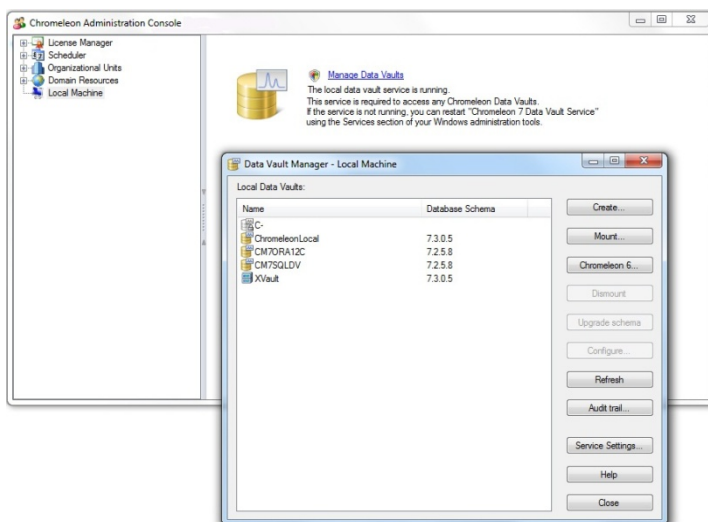 Chromeleon Administration Console
License Manager
Scheduler
Organizational Units
Domain Resources
Local Machine
Manage Data Vaults
The local data vault service is running.
This service is required to access any Chromeleon Data Vaults.
If the service is not running, you can restart "Chromeleon 7 Data Vault Service"
using the Services section of your Windows administration tools.
Data Vault Manager - Local Machine
Local Data Vaults:
Name Database Schema
C-
ChromeleonLocal 7.3.0.5
CM7ORA12C 7.2.5.8
CM7SQLDV 7.2.5.8
XVault 7.3.0.5
Create...
Mount...
Chromeleon 6...
Dismount
Upgrade schema
Configure...
Refresh
Audit trail...
Service Settings...
Help
Close